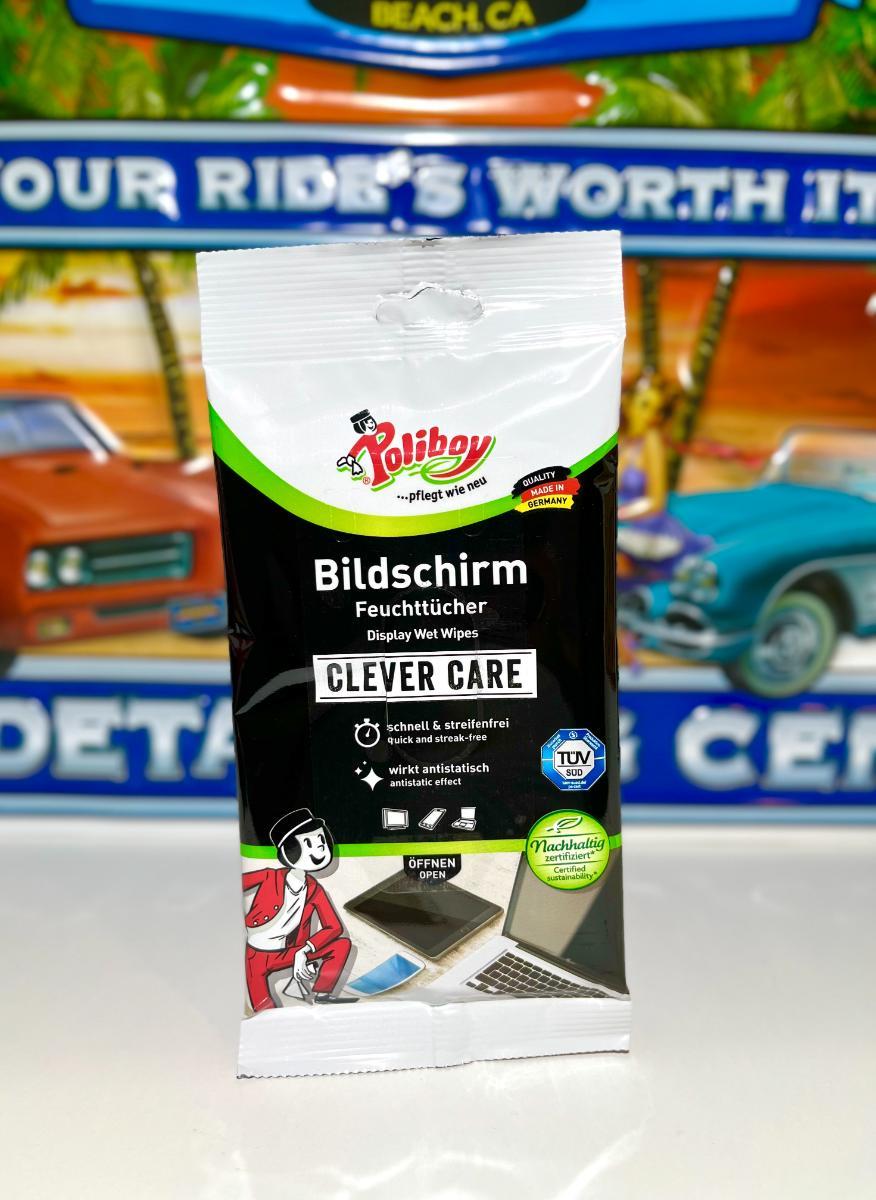 BEACH, CA
OUR RIDE'S WORTH IT
Poliboy
®
...pflegt wie neu
QUALITY
MADE IN
GERMANY
Bildschirm
Feuchttücher
Display Wet Wipes
CLEVER CARE
schnell & streifenfrei
quick and streak-free
wirkt antistatisch
antistatic effect
TÜV
SÜD
Nachhaltig
zertifiziert*
Certified
sustainability*
ÖFFNEN
OPEN
DETA G CEN